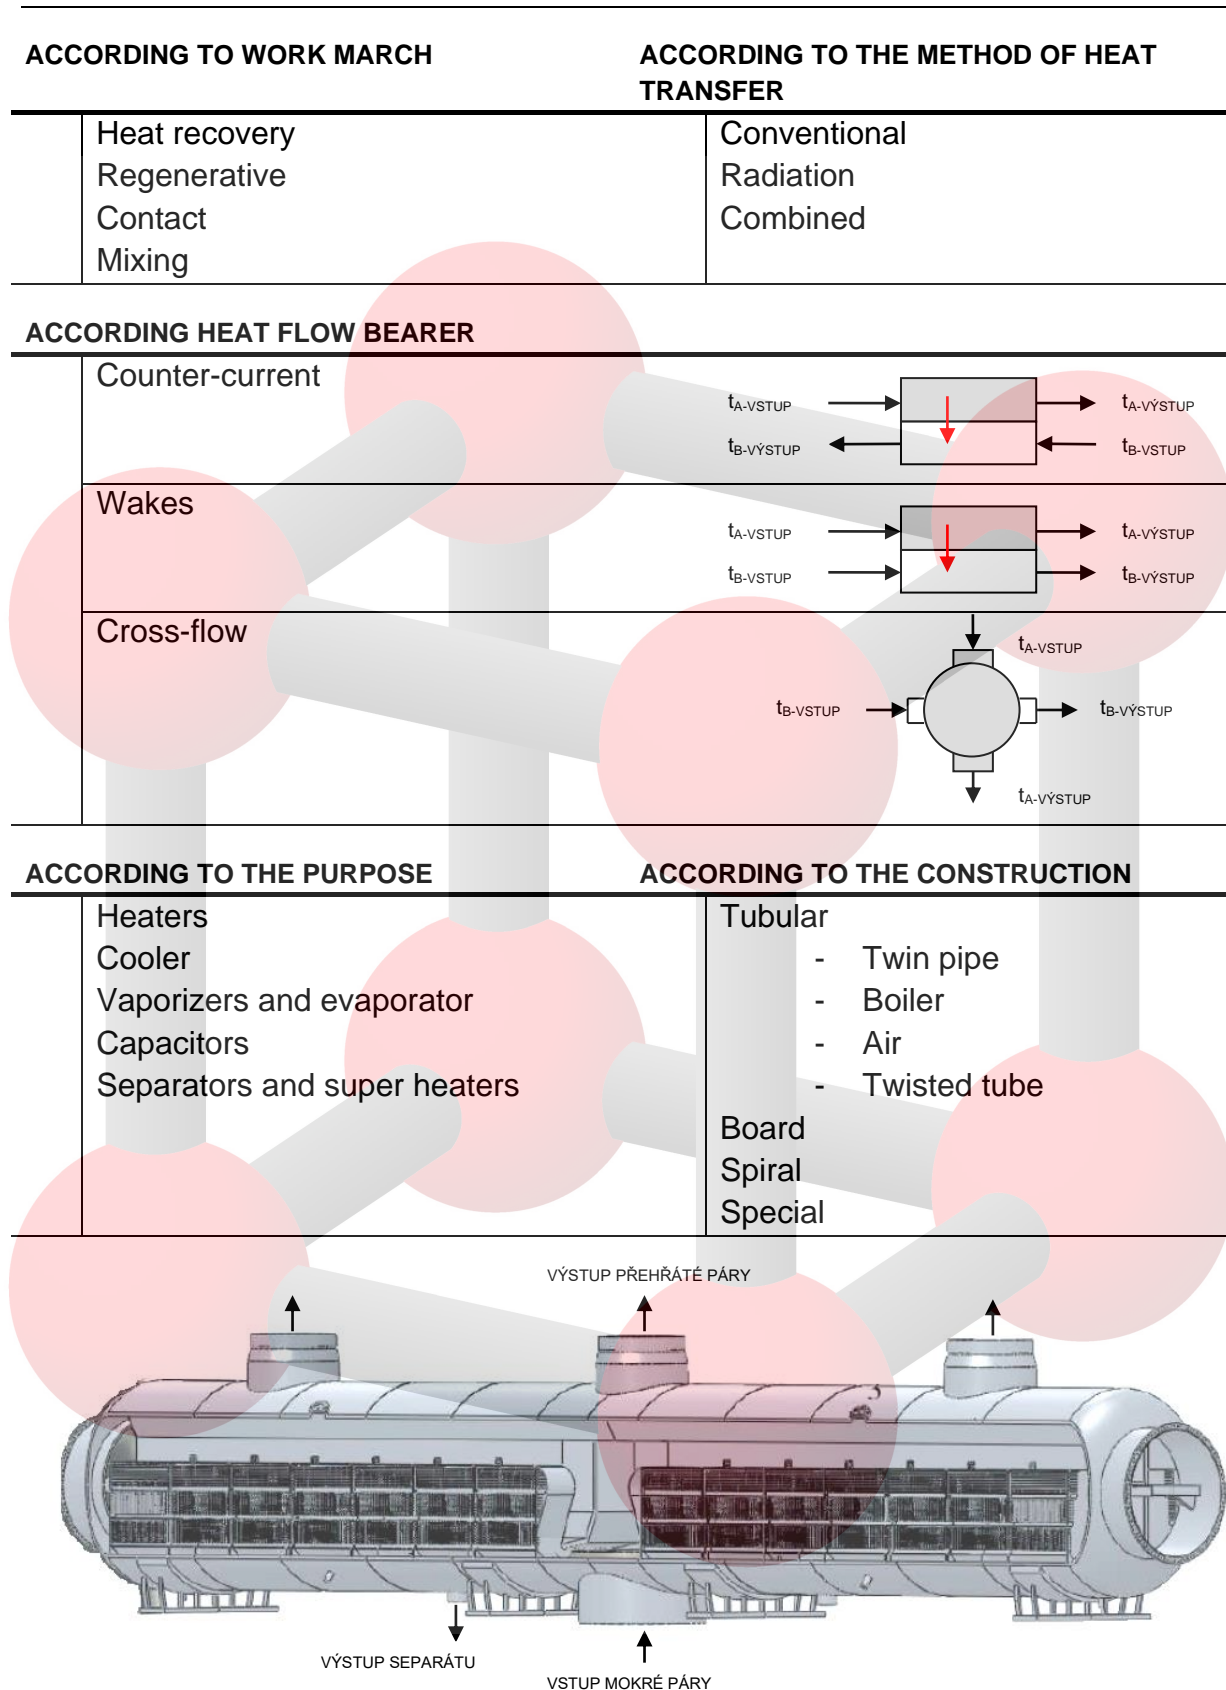 ACCORDING TO WORK MARCH
ACCORDING TO THE METHOD OF HEAT
TRANSFER
Heat recovery
Regenerative
Contact
Mixing
Conventional
Radiation
Combined
ACCORDING HEAT FLOW BEARER
Counter-current
tA-VSTUP
tA-VÝSTUP
tB-VÝSTUP
tB-VSTUP
Wakes
tA-VSTUP
tA-VÝSTUP
tB-VSTUP
tB-VÝSTUP
Cross-flow
tA-VSTUP
tB-VSTUP
tB-VÝSTUP
tA-VÝSTUP
ACCORDING TO THE PURPOSE
Heaters
Cooler
Vaporizers and evaporator
Capacitors
Separators and super heaters
ACCORDING TO THE CONSTRUCTION
Tubular
- Twin pipe
- Boiler
- Air
- Twisted tube
Board
Spiral
Special
VÝSTUP PŘEHŘÁTÉ PÁRY
VÝSTUP SEPARÁTU
VSTUP MOKRÉ PÁRY